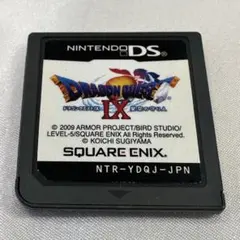 NINTENDO DS
DRAGON QUEST
IX
© 2009 ARMOR PROJECT/BIRD STUDIO/
LEVEL-5/SQUARE ENIX All Rights Reserved.
© KOICHI SUGIYAMA
SQUARE ENIX.
NTR-YDQJ-JPN